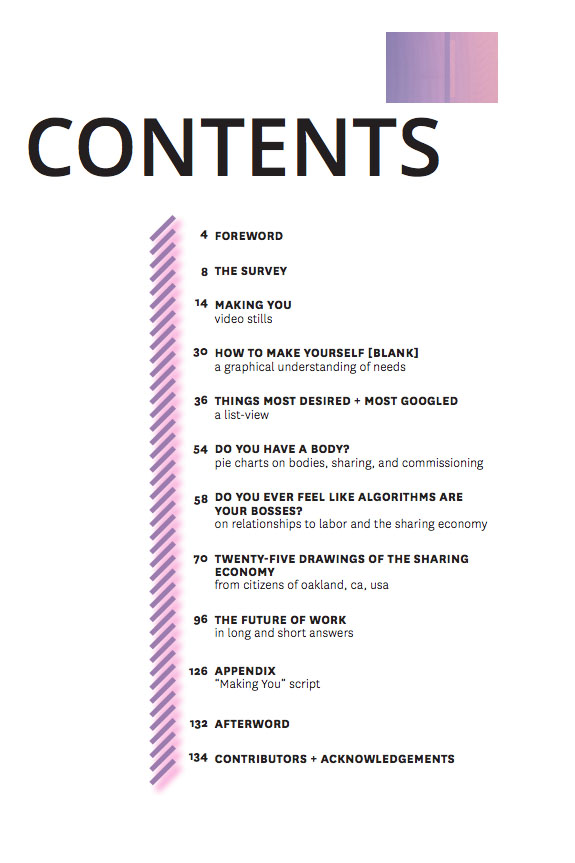 CONTENTS
4 FOREWORD
8 THE SURVEY
14 MAKING YOU
video stills
30 HOW TO MAKE YOURSELF [BLANK]
a graphical understanding of needs
36 THINGS MOST DESIRED + MOST GOOGLED
a list-view
54 DO YOU HAVE A BODY?
pie charts on bodies, sharing, and commissioning
58 DO YOU EVER FEEL LIKE ALGORITHMS ARE
YOUR BOSSES?
on relationships to labor and the sharing economy
70 TWENTY-FIVE DRAWINGS OF THE SHARING
ECONOMY
from citizens of oakland, ca, usa
96 THE FUTURE OF WORK
in long and short answers
126 APPENDIX
"Making You" script
132 AFTERWORD
134 CONTRIBUTORS + ACKNOWLEDGEMENTS